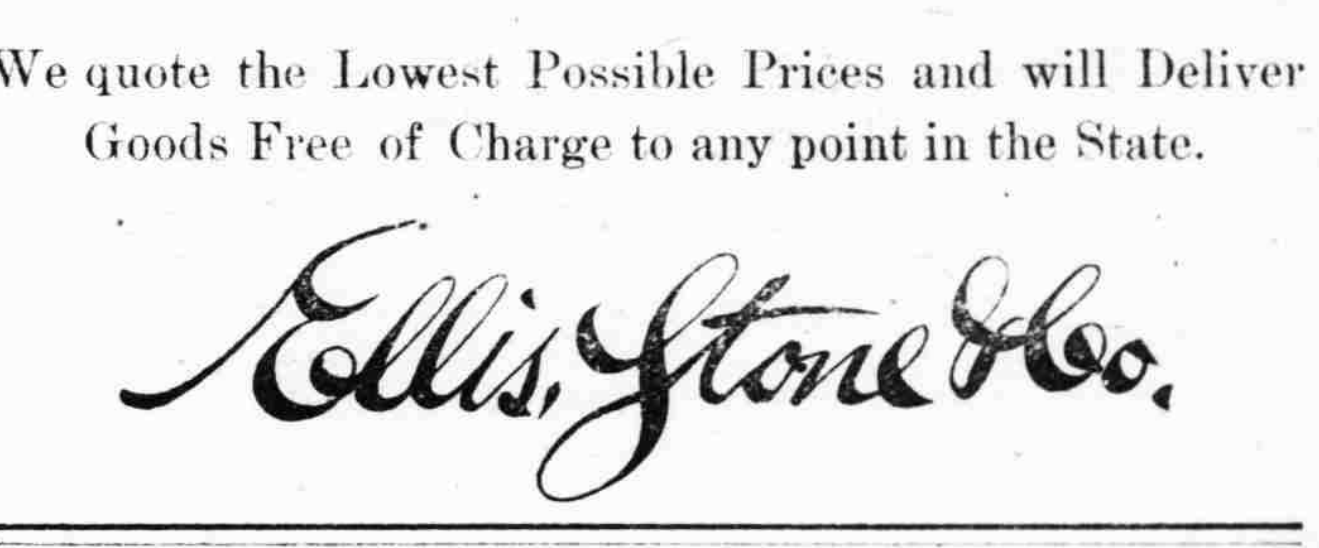 We quote the Lowest Possible Prices and will Deliver
Goods Free of Charge to any point in the State.
Ellis, Stone & Co.